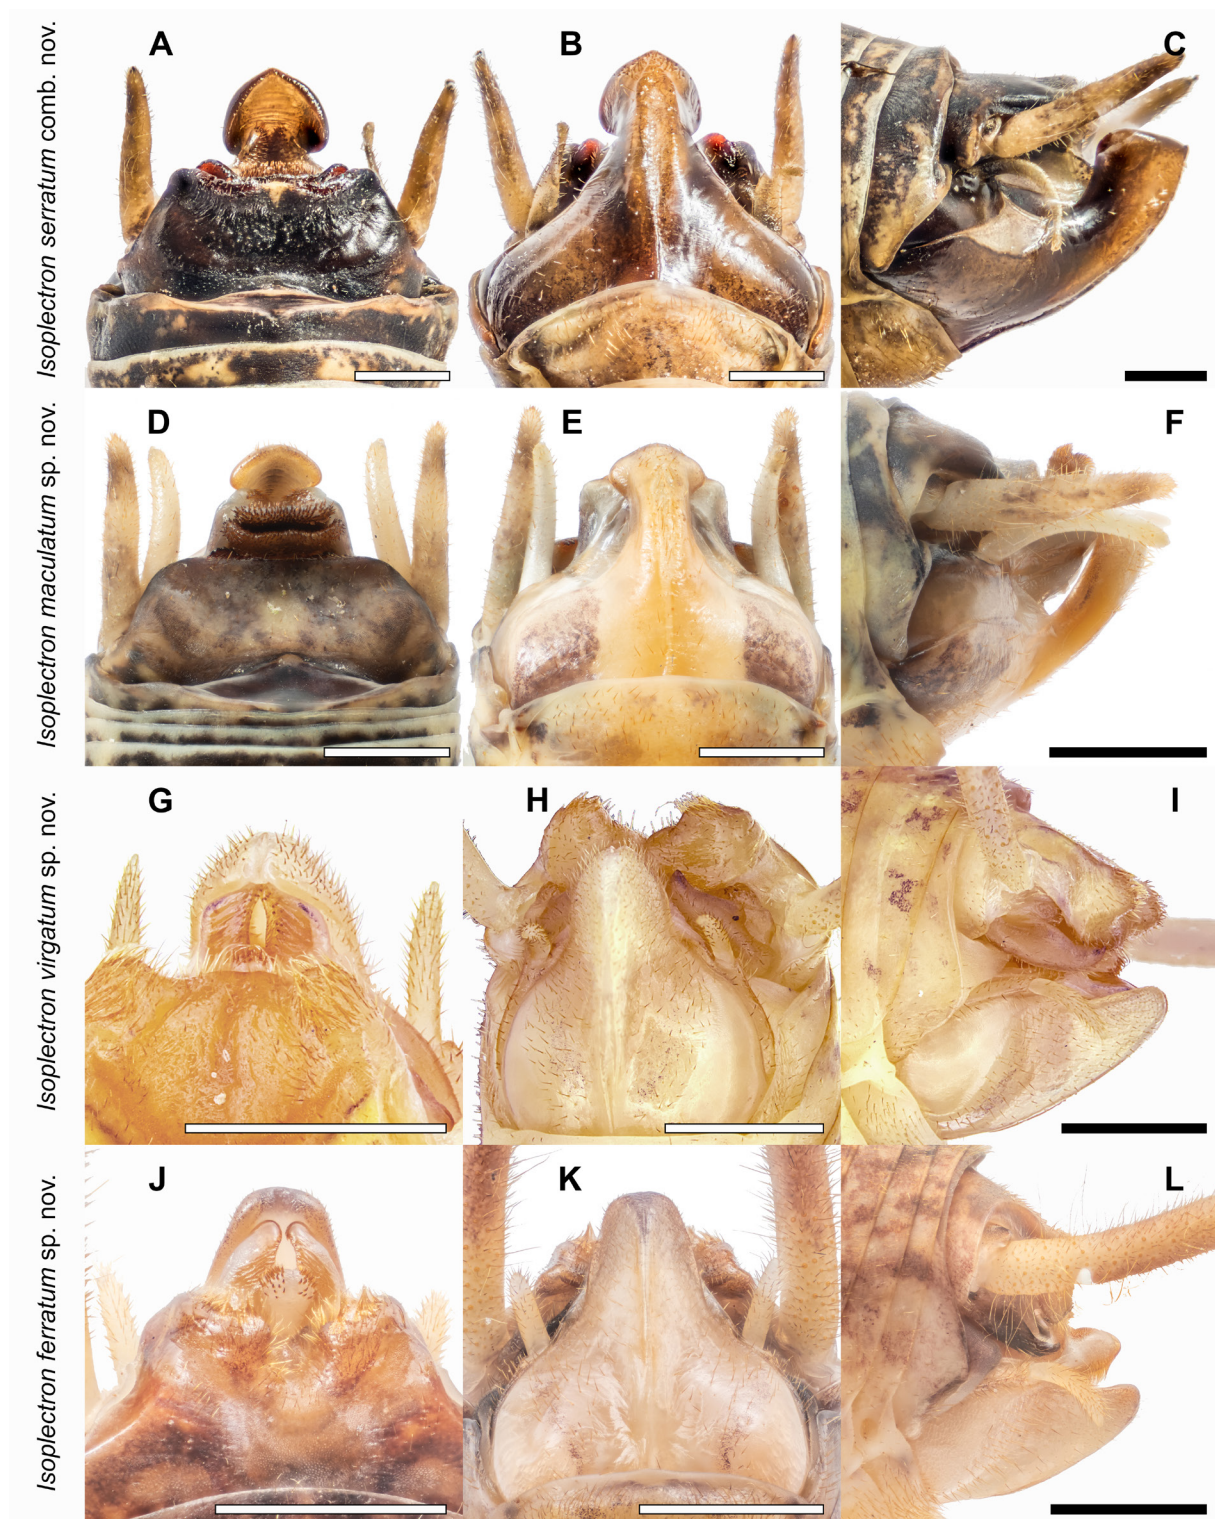 Isoplectron serratum comb. nov.
A
B
C
Isoplectron maculatum sp. nov.
D
E
F
Isoplectron virgatum sp. nov.
G
H
I
Isoplectron ferratum sp. nov.
J
K
L